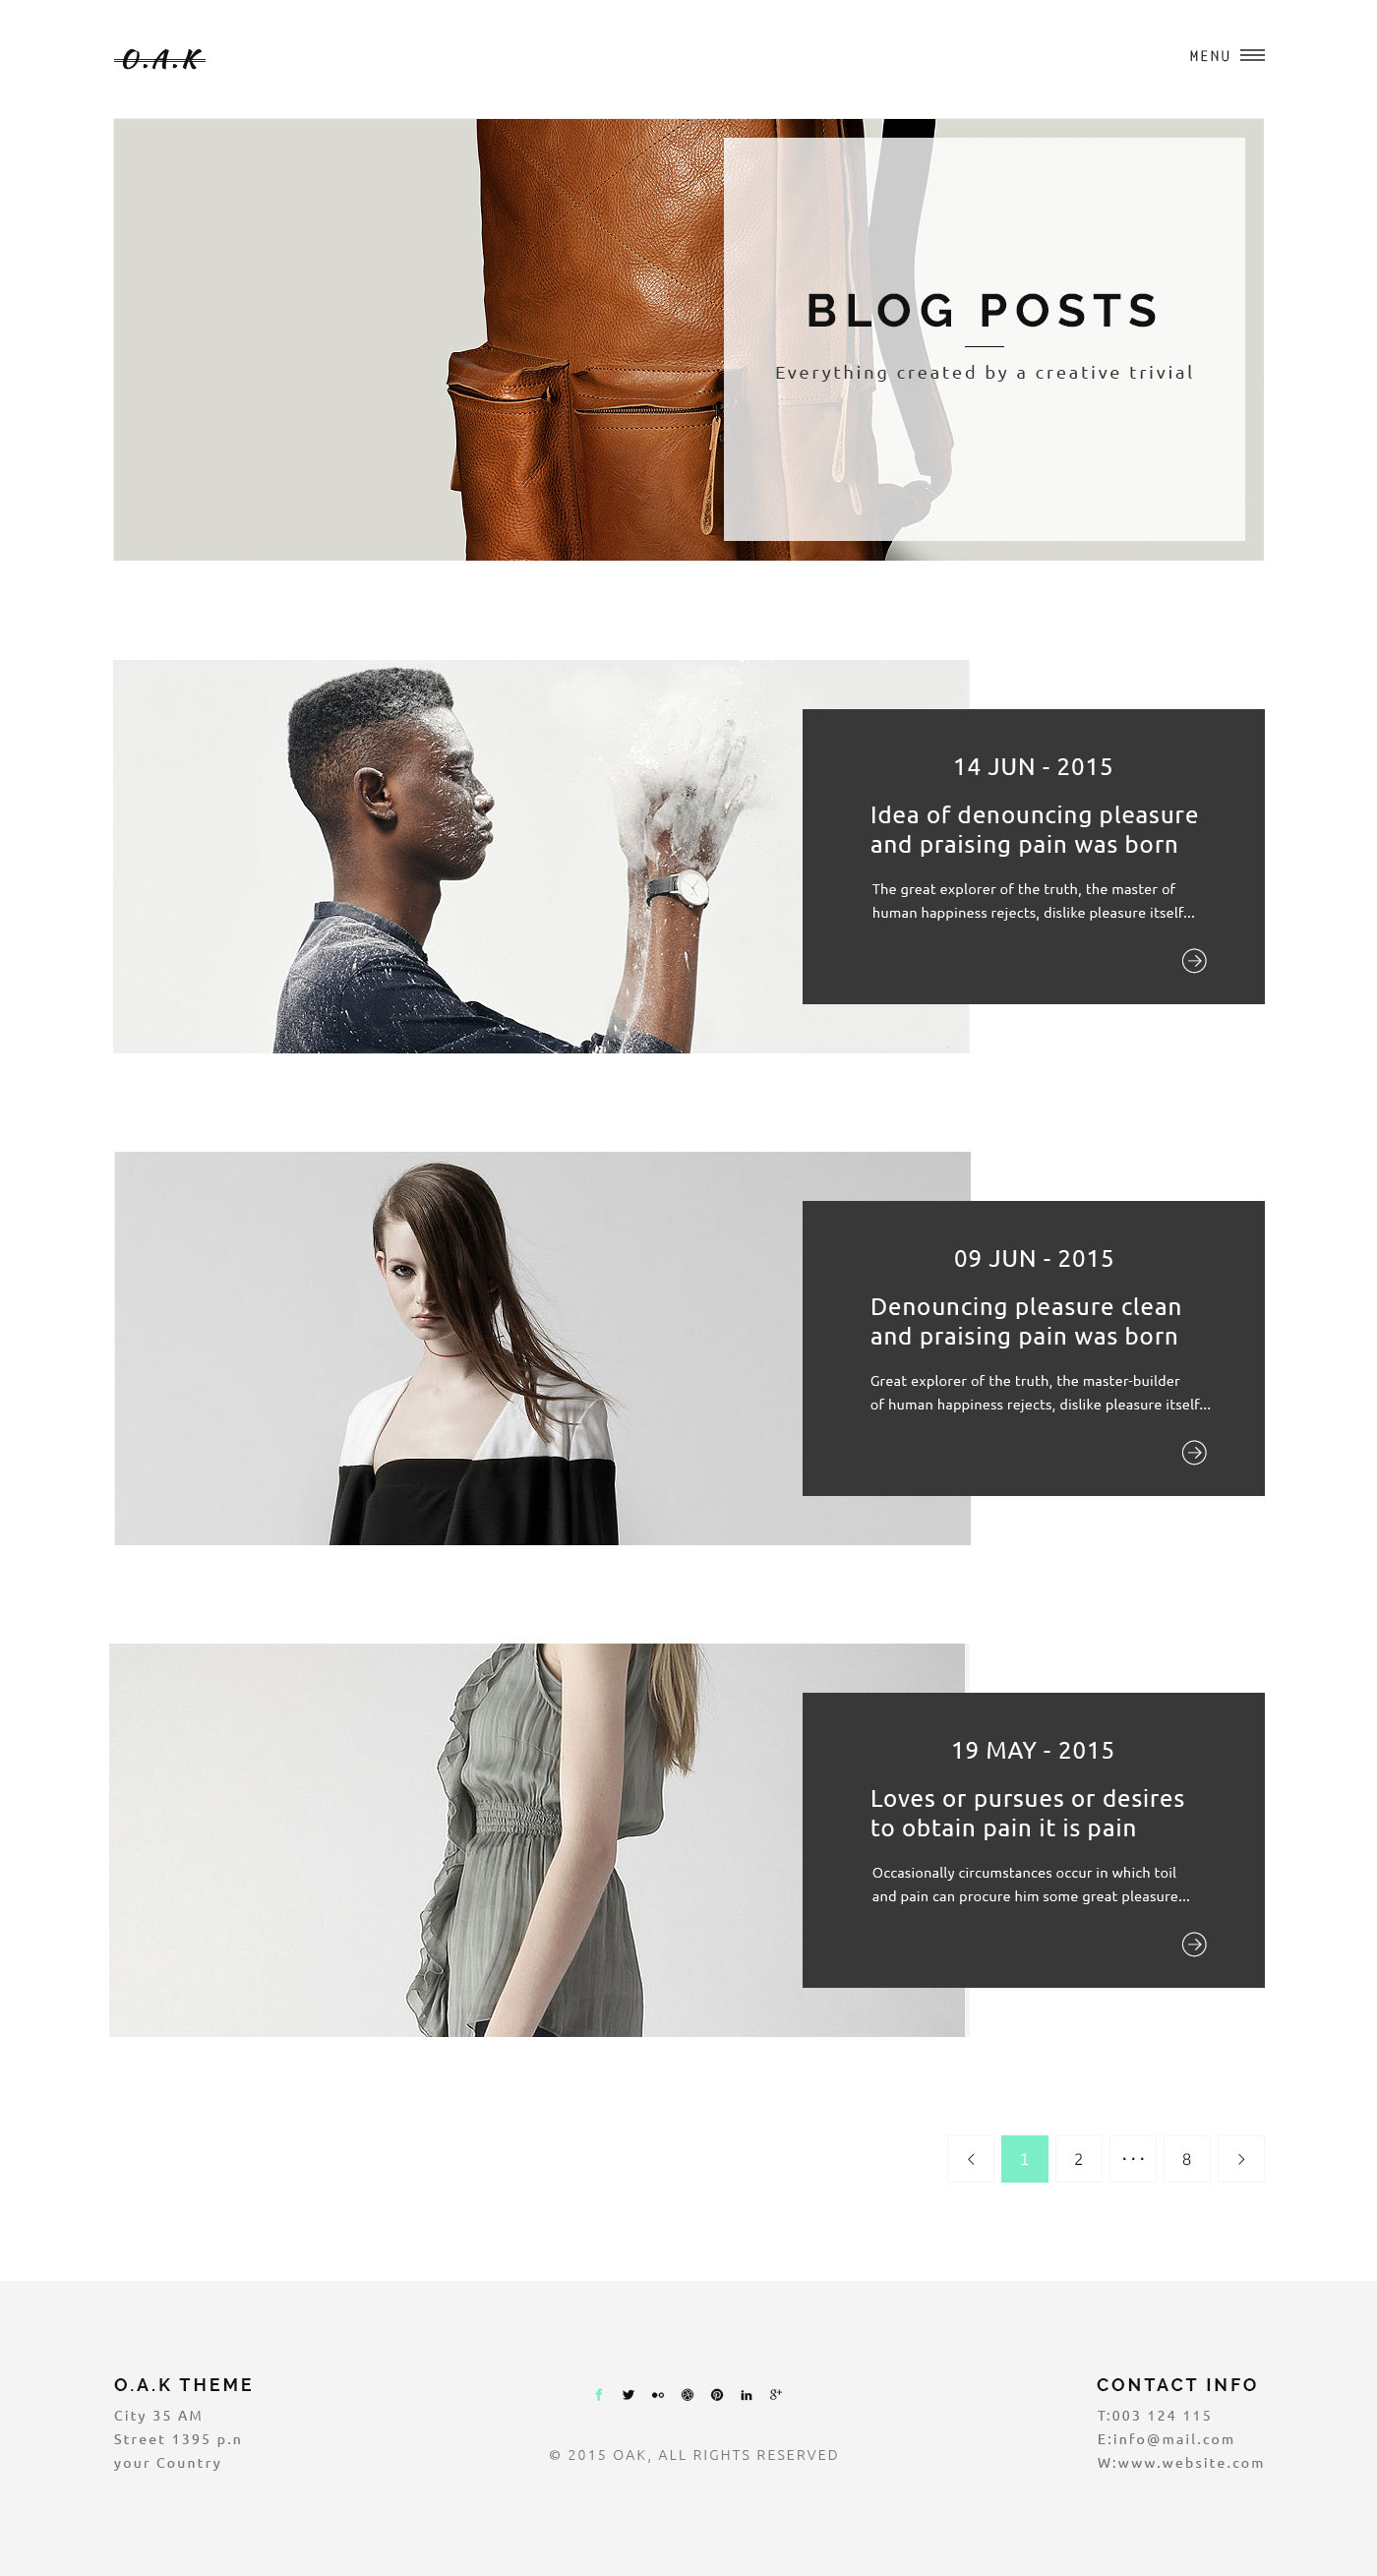 O.A.K
MENU
BLOG POSTS
Everything created by a creative trivial
14 JUN - 2015
Idea of denouncing pleasure
and praising pain was born
The great explorer of the truth, the master of
human happiness rejects, dislike pleasure itself...
09 JUN - 2015
Denouncing pleasure clean
and praising pain was born
Great explorer of the truth, the master-builder
of human happiness rejects, dislike pleasure itself...
19 MAY - 2015
Loves or pursues or desires
to obtain pain it is pain
Occasionally circumstances occur in which toil
and pain can procure him some great pleasure...
1 2 ... 8
O.A.K THEME
City 35 AM
Street 1395 p.n
your Country
© 2015 OAK, ALL RIGHTS RESERVED
CONTACT INFO
T:003 124 115
E:info@mail.com
W:www.website.com